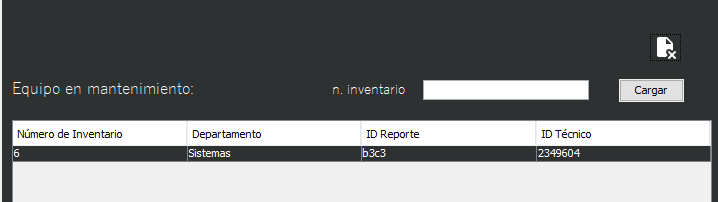 Equipo en mantenimiento: n. inventario Cargar
Número de Inventario Departamento ID Reporte ID Técnico
6 Sistemas b3c3 2349604